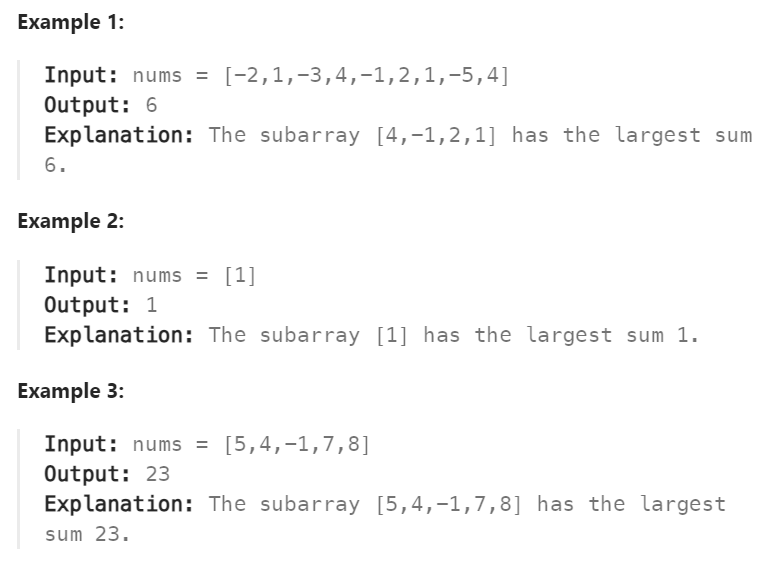 Example 1:
Input: nums = [-2,1,-3,4,-1,2,1,-5,4]
Output: 6
Explanation: The subarray [4,-1,2,1] has the largest sum
6.
Example 2:
Input: nums = [1]
Output: 1
Explanation: The subarray [1] has the largest sum 1.
Example 3:
Input: nums = [5,4,-1,7,8]
Output: 23
Explanation: The subarray [5,4,-1,7,8] has the largest
sum 23.